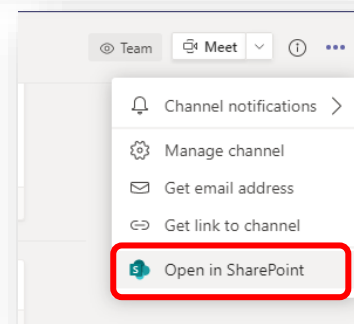 Team Meet
Channel notifications
Manage channel
Get email address
Get link to channel
Open in SharePoint